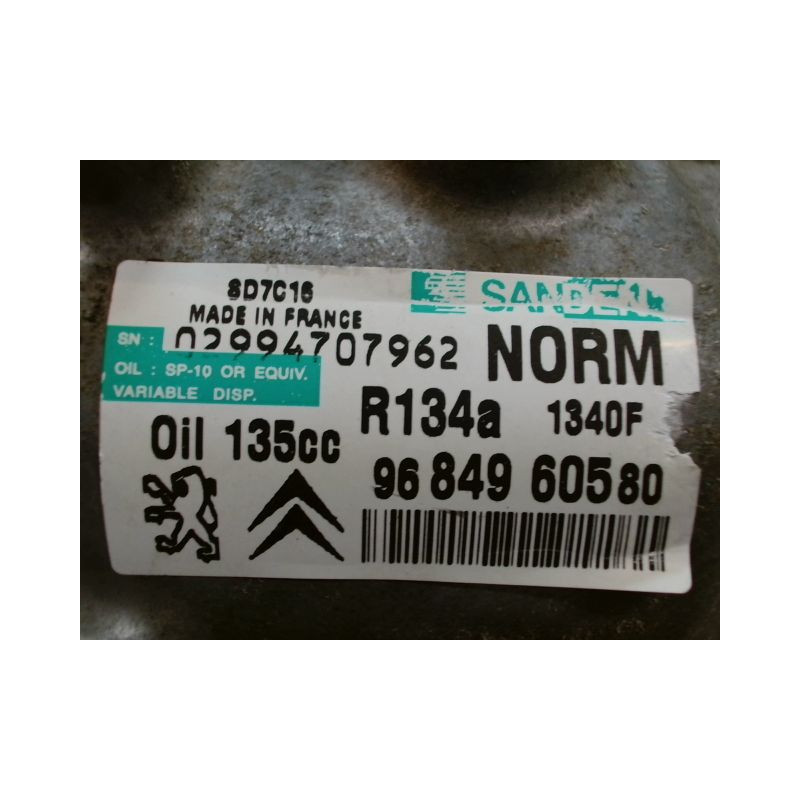 SD7C16
SANDEN
MADE IN FRANCE
SN : 02994707962 NORM
OIL : SP-10 OR EQUIV.
VARIABLE DISP.
R134a 1340F
Oil 135cc
96 849 605 80